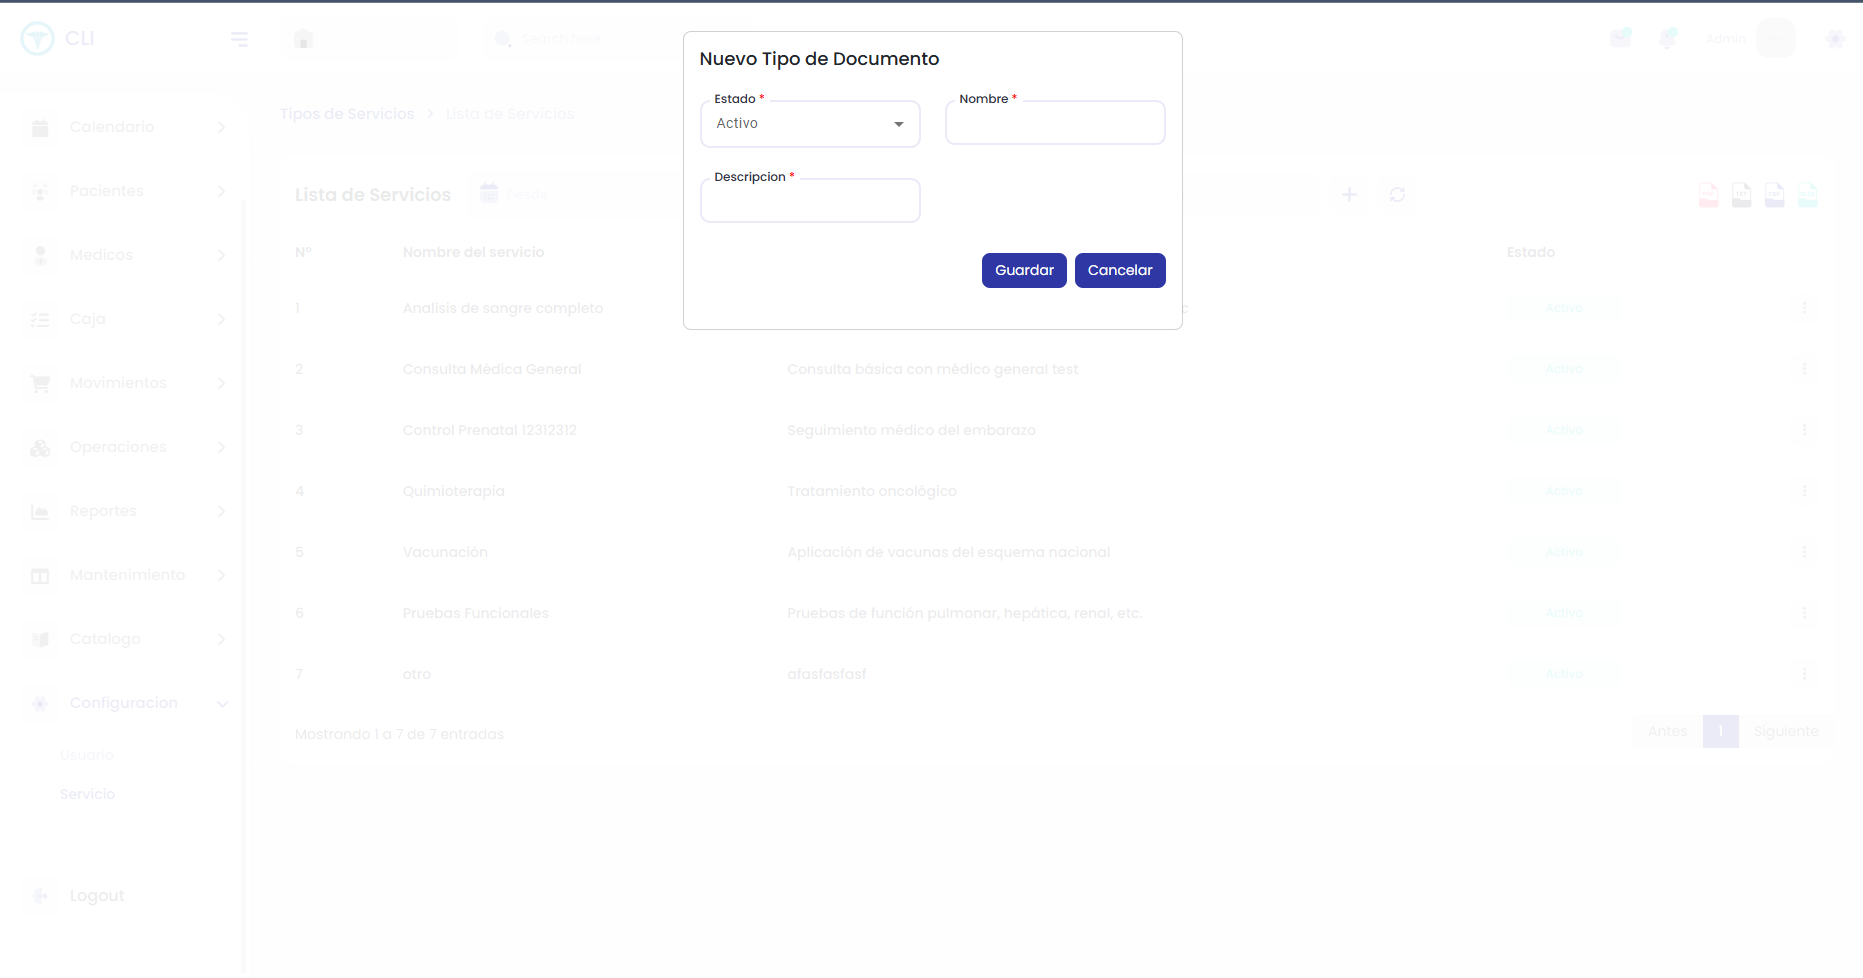 CLI
Search here
Admin
Nuevo Tipo de Documento
Estado *
Activo
Nombre *
Descripcion *
Guardar
Cancelar
Calendario
Pacientes
Medicos
Caja
Movimientos
Operaciones
Reportes
Mantenimiento
Catalogo
Configuracion
Usuario
Servicio
Logout
Tipos de Servicios > Lista de Servicios
Lista de Servicios
Desde
N° Nombre del servicio Estado
1 Analisis de sangre completo c Activo
2 Consulta Médica General Consulta básica con médico general test Activo
3 Control Prenatal 12312312 Seguimiento médico del embarazo Activo
4 Quimioterapia Tratamiento oncológico Activo
5 Vacunación Aplicación de vacunas del esquema nacional Activo
6 Pruebas Funcionales Pruebas de función pulmonar, hepática, renal, etc. Activo
7 otro afasfasfasf Activo
Mostrando 1 a 7 de 7 entradas
Antes 1 Siguiente